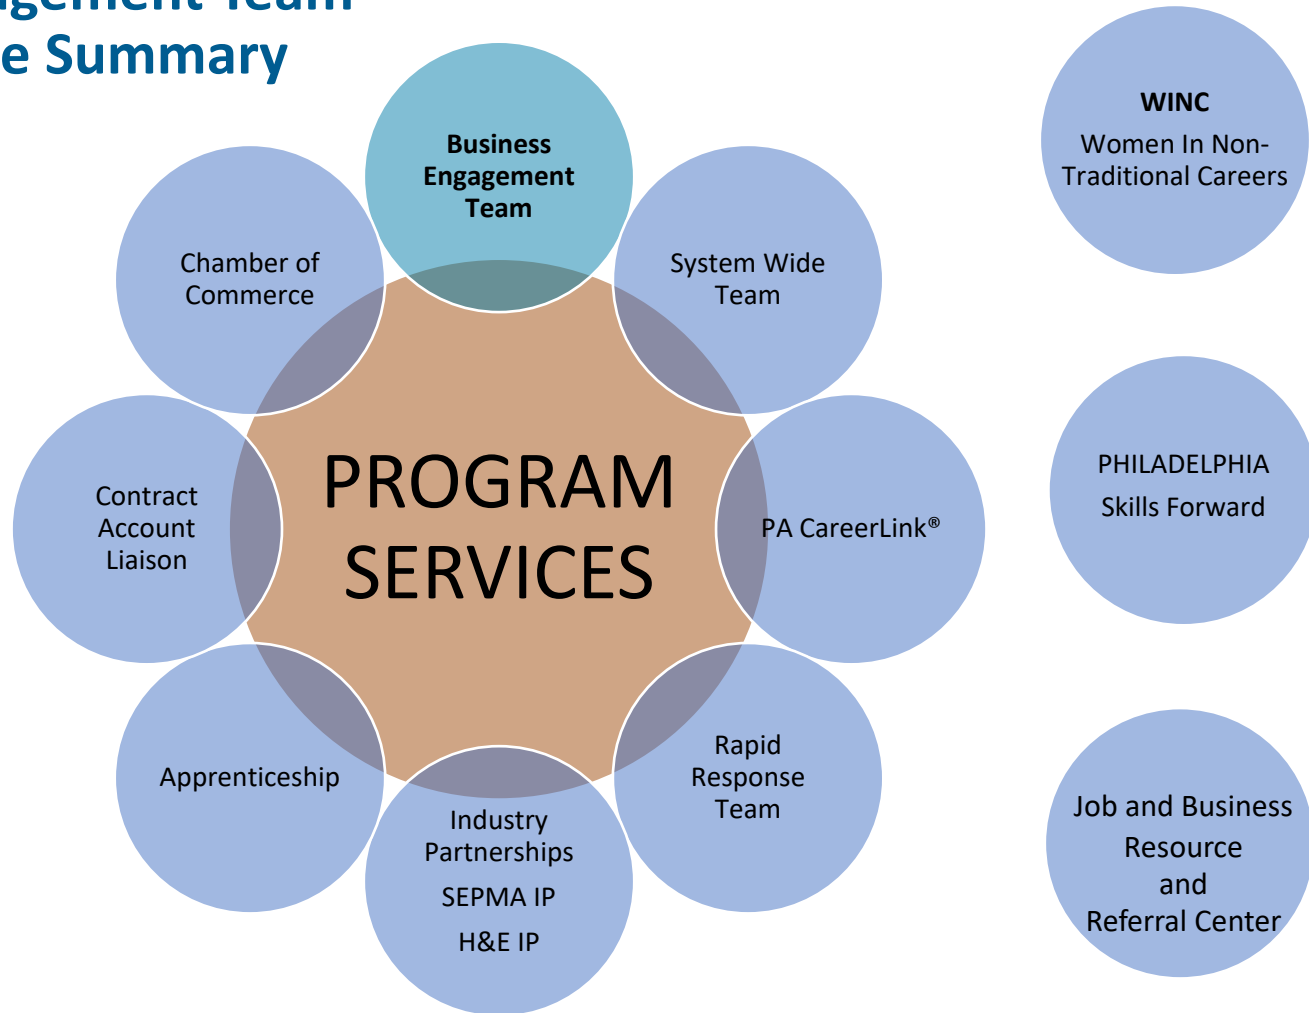 e Summary
Business
Engagement
Team
Chamber of
Commerce
System Wide
Team
Contract
Account
Liaison
PROGRAM
SERVICES
PA CareerLink®
Apprenticeship
Rapid
Response
Team
Industry
Partnerships
SEPMA IP
H&E IP
WINC
Women In Non-
Traditional Careers
PHILADELPHIA
Skills Forward
Job and Business
Resource
and
Referral Center